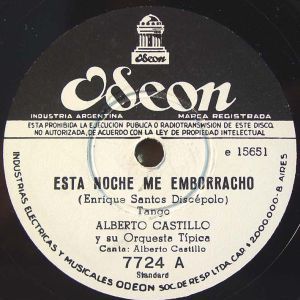 Odeon
Odeon
INDUSTRIA ARGENTINA MARCA REGISTRADA
ESTA PROHIBIDA LA EJECUCION PUBLICA O RADIOTRANSMISION DE ESTE DISCO
NO AUTORIZADA, DE ACUERDO CON LA LEY DE PROPIEDAD INTELECTUAL
e 15651
ESTA NOCHE ME EMBORRACHO
(Enrique Santos Discépolo)
Tango
ALBERTO CASTILLO
y su Orquesta Típica
Canta: Alberto Castillo
7724 A
Standard
INDUSTRIAS ELECTRICAS Y MUSICALES ODEON SOC. DE RESP. LTDA. CAP. $ 2.000.000.- B. AIRES